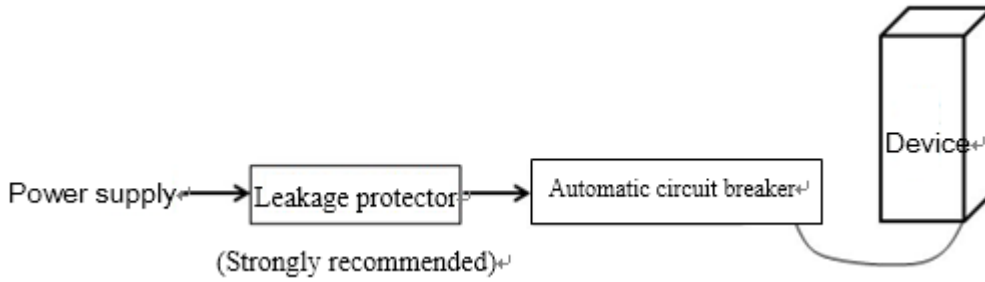 Device
Power supply
Leakage protector
Automatic circuit breaker
(Strongly recommended)